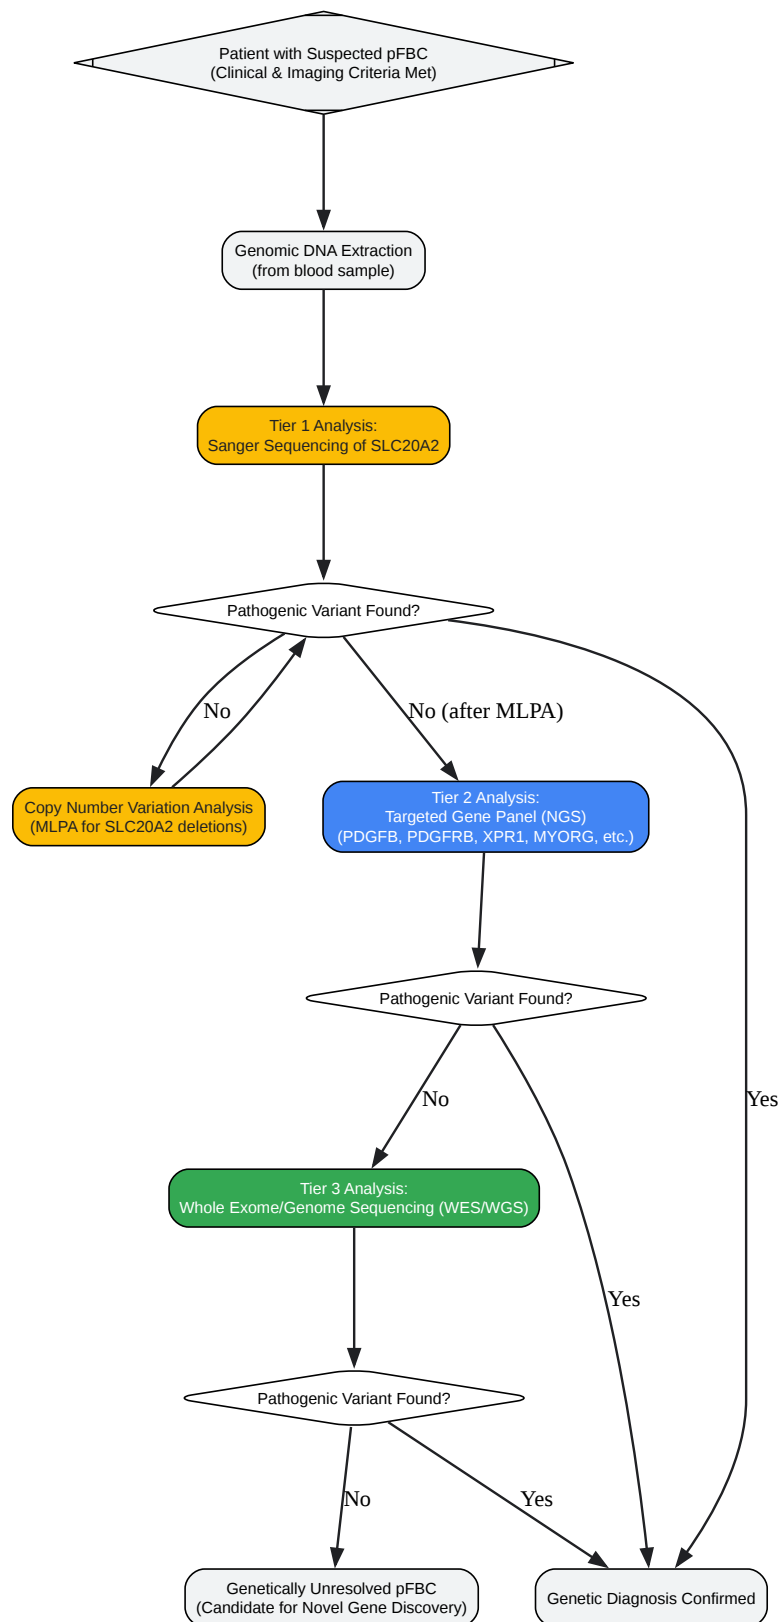 Patient with Suspected pFBC
(Clinical & Imaging Criteria Met)
Genomic DNA Extraction
(from blood sample)
Tier 1 Analysis:
Sanger Sequencing of SLC20A2
Pathogenic Variant Found?
No
No (after MLPA)
Copy Number Variation Analysis
(MLPA for SLC20A2 deletions)
Tier 2 Analysis:
Targeted Gene Panel (NGS)
(PDGFB, PDGFRB, XPR1, MYORG, etc.)
Pathogenic Variant Found?
No
Yes
Tier 3 Analysis:
Whole Exome/Genome Sequencing (WES/WGS)
Yes
Pathogenic Variant Found?
No
Yes
Genetically Unresolved pFBC
(Candidate for Novel Gene Discovery)
Genetic Diagnosis Confirmed